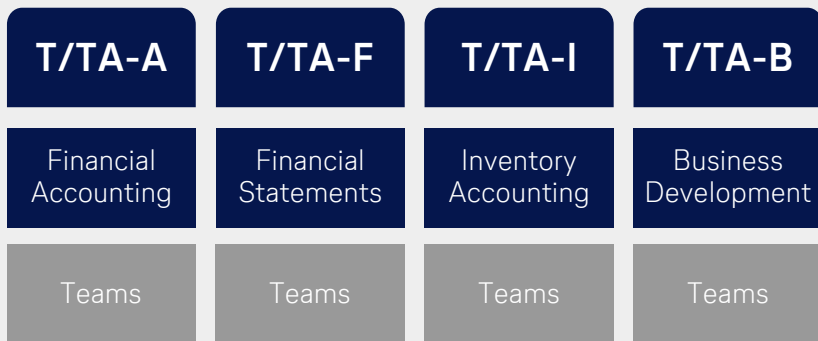 T/TA-A
T/TA-F
T/TA-I
T/TA-B
Financial
Accounting
Financial
Statements
Inventory
Accounting
Business
Development
Teams
Teams
Teams
Teams